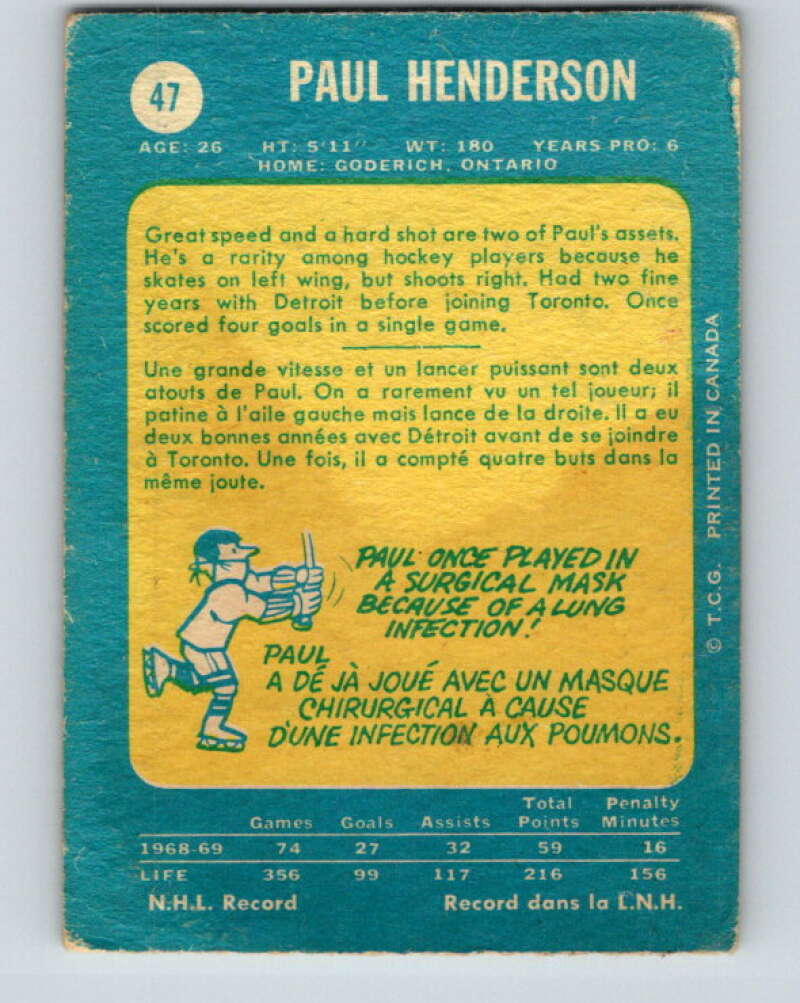 47
PAUL HENDERSON
AGE: 26 HT: 5'11" WT: 180 YEARS PRO: 6
HOME: GODERICH, ONTARIO
Great speed and a hard shot are two of Paul's assets.
He's a rarity among hockey players because he
skates on left wing, but shoots right. Had two fine
years with Detroit before joining Toronto. Once
scored four goals in a single game.
Une grande vitesse et un lancer puissant sont deux
atouts de Paul. On a rarement vu un tel joueur; il
patine à l'aile gauche mais lance de la droite. Il a eu
deux bonnes années avec Détroit avant de se joindre
à Toronto. Une fois, il a compté quatre buts dans la
même joute.
PAUL ONCE PLAYED IN
A SURGICAL MASK
BECAUSE OF A LUNG
INFECTION!
PAUL
A DÉ JÀ JOUÉ AVEC UN MASQUE
CHIRURGICAL À CAUSE
D'UNE INFECTION AUX POUMONS.
© T.C.G. PRINTED IN CANADA
Games Goals Assists Total Points Penalty Minutes
1968-69 74 27 32 59 16
LIFE 356 99 117 216 156
N.H.L. Record Record dans la L.N.H.